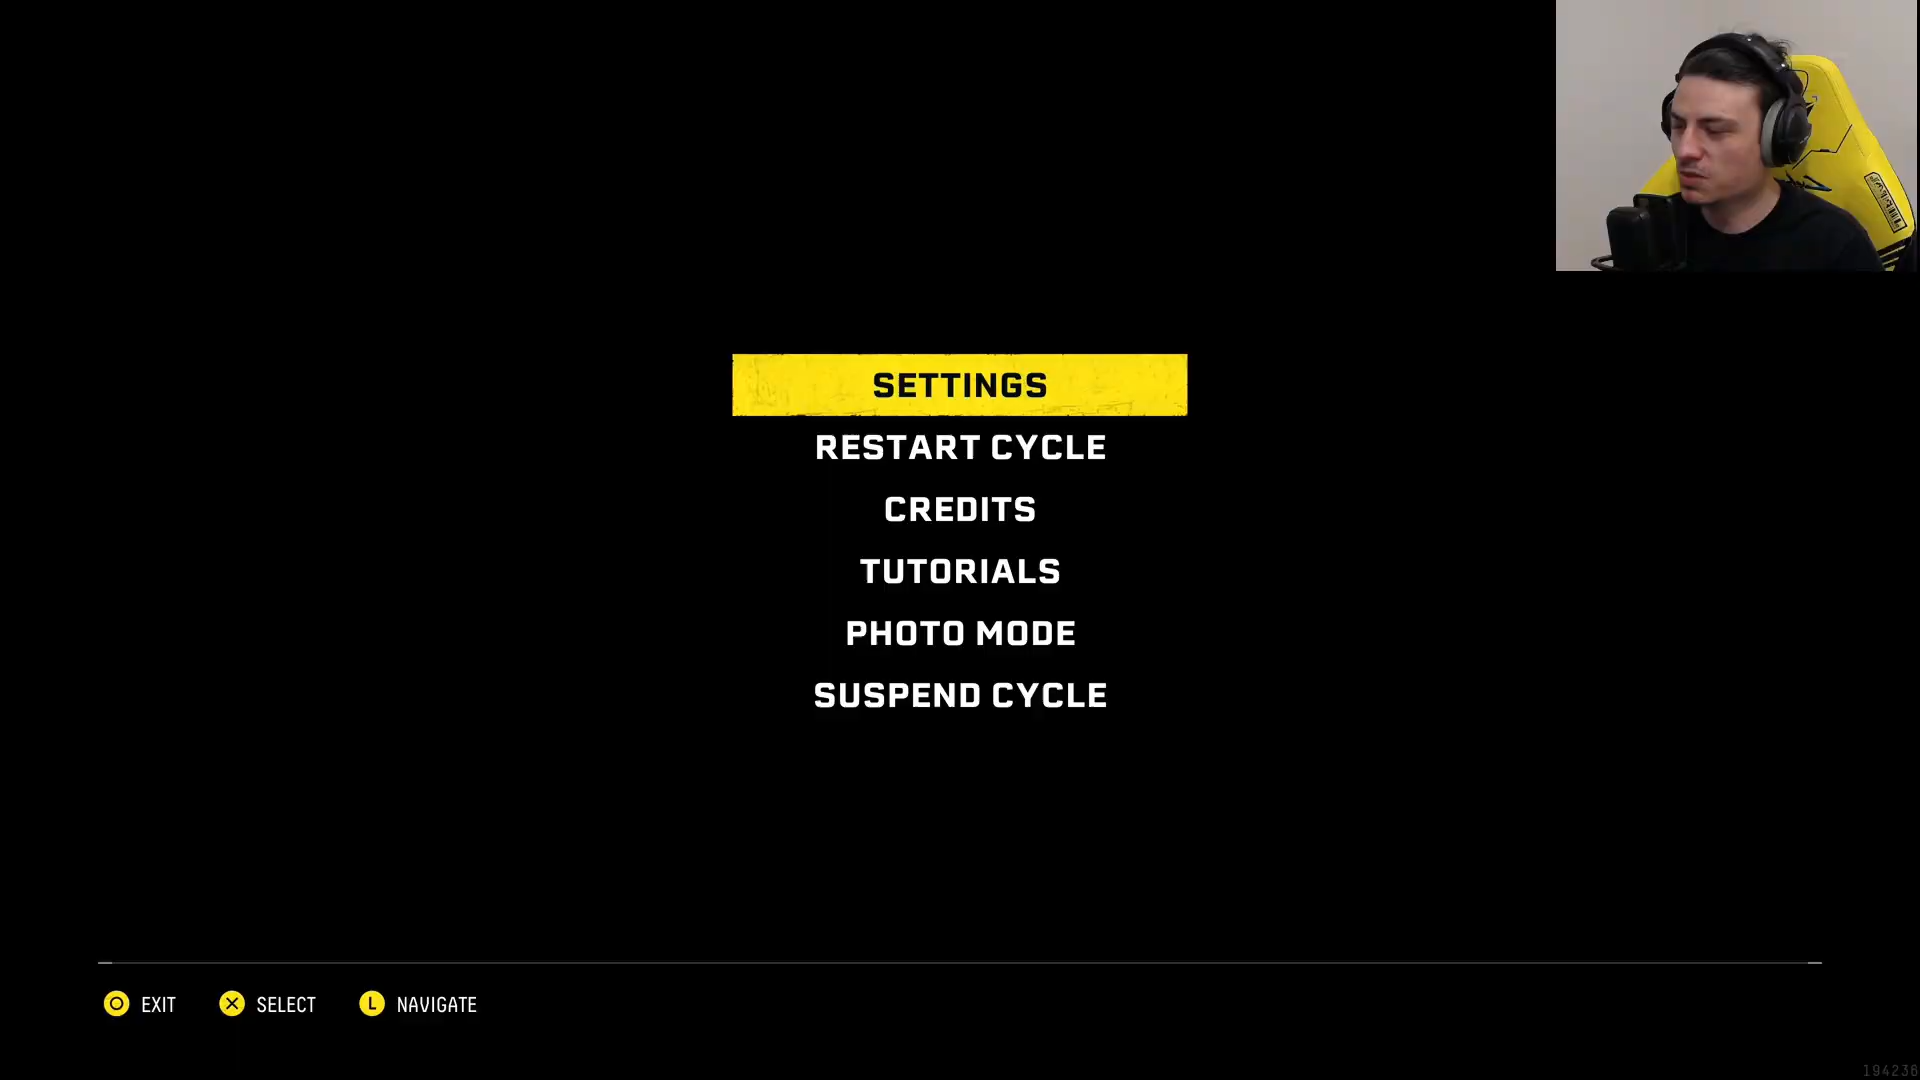 SETTINGS
RESTART CYCLE
CREDITS
TUTORIALS
PHOTO MODE
SUSPEND CYCLE
EXIT SELECT L NAVIGATE
194236